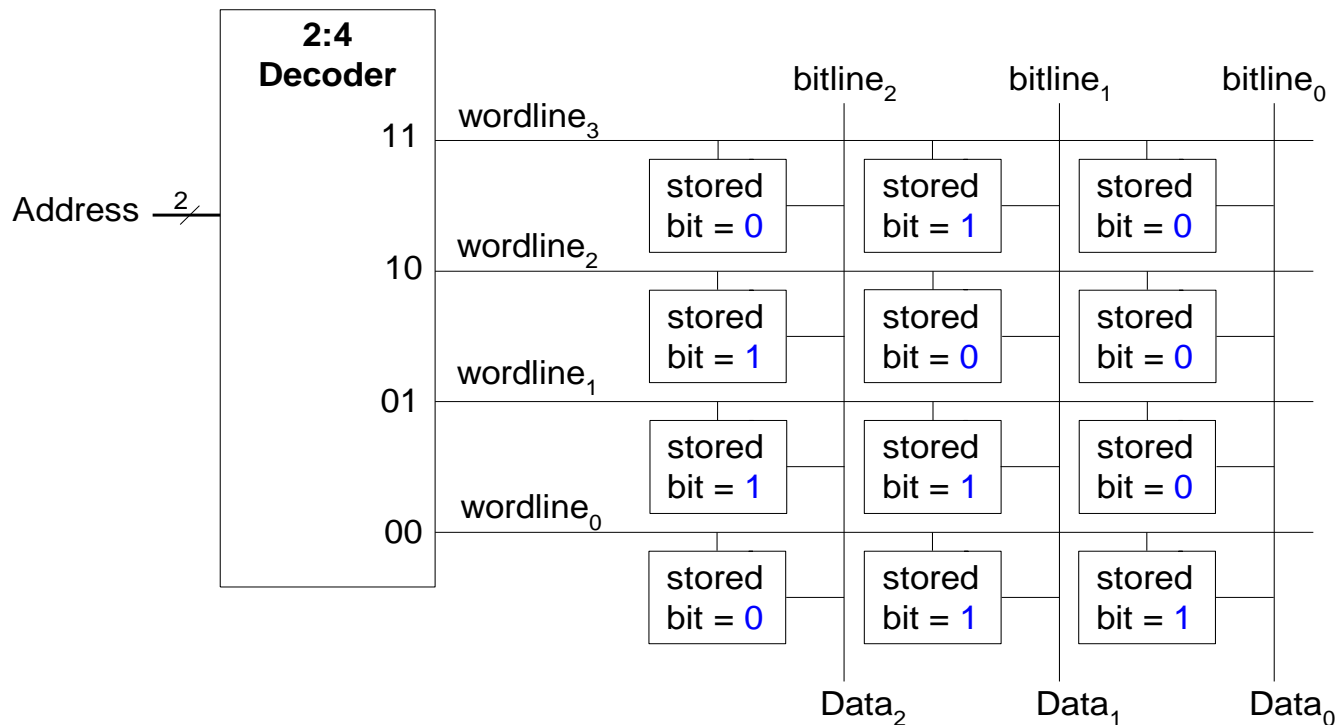 2:4
Decoder
bitline₂ bitline₁ bitline₀
wordline₃
11
stored stored stored
bit = 0 bit = 1 bit = 0
Address 2
wordline₂
10
stored stored stored
bit = 1 bit = 0 bit = 0
wordline₁
01
stored stored stored
bit = 1 bit = 1 bit = 0
wordline₀
00
stored stored stored
bit = 0 bit = 1 bit = 1
Data₂ Data₁ Data₀